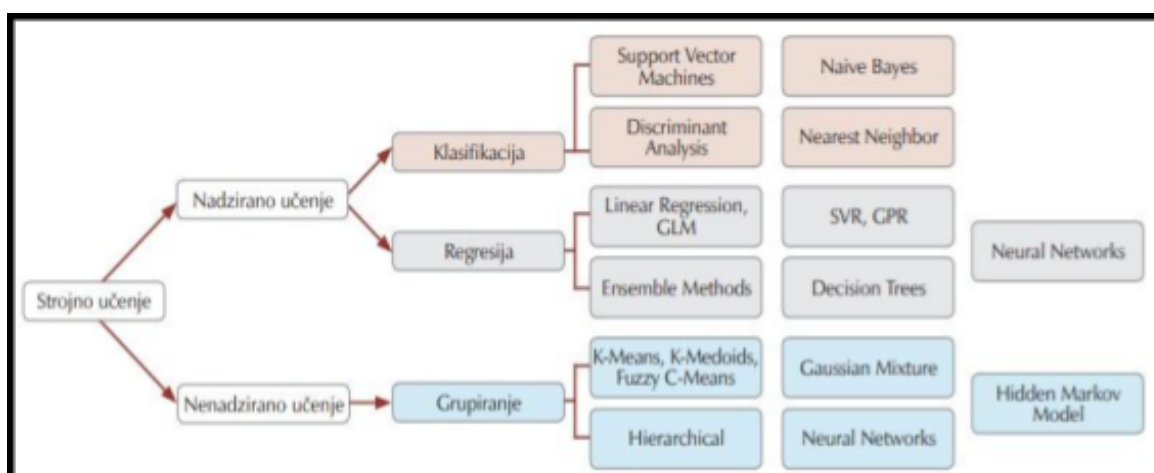 Support Vector
Machines
Naive Bayes
Klasifikacija
Discriminant
Analysis
Nearest Neighbor
Nadzirano učenje
Linear Regression,
GLM
SVR, GPR
Regresija
Neural Networks
Ensemble Methods
Decision Trees
Strojno učenje
K-Means, K-Medoids,
Fuzzy C-Means
Gaussian Mixture
Nenadzirano učenje
Grupiranje
Hidden Markov
Model
Hierarchical
Neural Networks